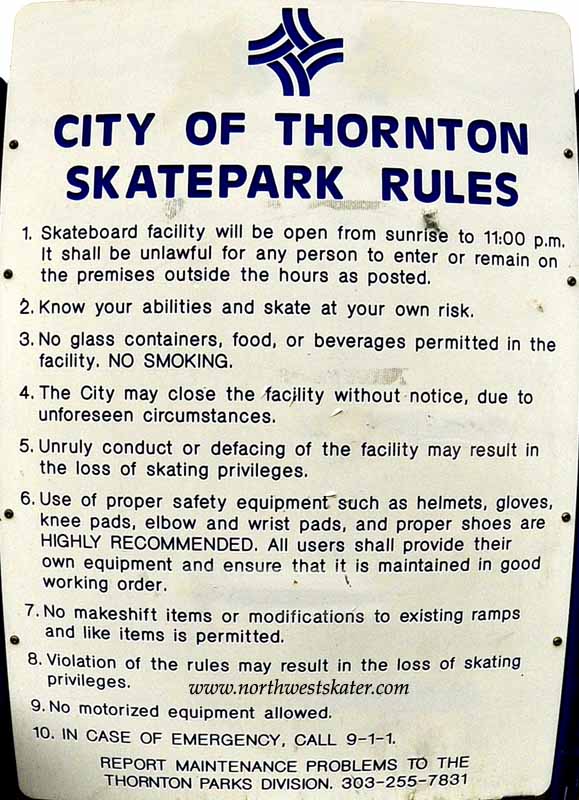 CITY OF THORNTON
SKATEPARK RULES
1. Skateboard facility will be open from sunrise to 11:00 p.m.
It shall be unlawful for any person to enter or remain on
the premises outside the hours as posted.
2. Know your abilities and skate at your own risk.
3. No glass containers, food, or beverages permitted in the
facility. NO SMOKING.
4. The City may close the facility without notice, due to
unforeseen circumstances.
5. Unruly conduct or defacing of the facility may result in
the loss of skating privileges.
6. Use of proper safety equipment such as helmets, gloves,
knee pads, elbow and wrist pads, and proper shoes are
HIGHLY RECOMMENDED. All users shall provide their
own equipment and ensure that it is maintained in good
working order.
7. No makeshift items or modifications to existing ramps
and like items is permitted.
8. Violation of the rules may result in the loss of skating
privileges.
www.northwestskater.com
9. No motorized equipment allowed.
10. IN CASE OF EMERGENCY, CALL 9-1-1.
REPORT MAINTENANCE PROBLEMS TO THE
THORNTON PARKS DIVISION. 303-255-7831